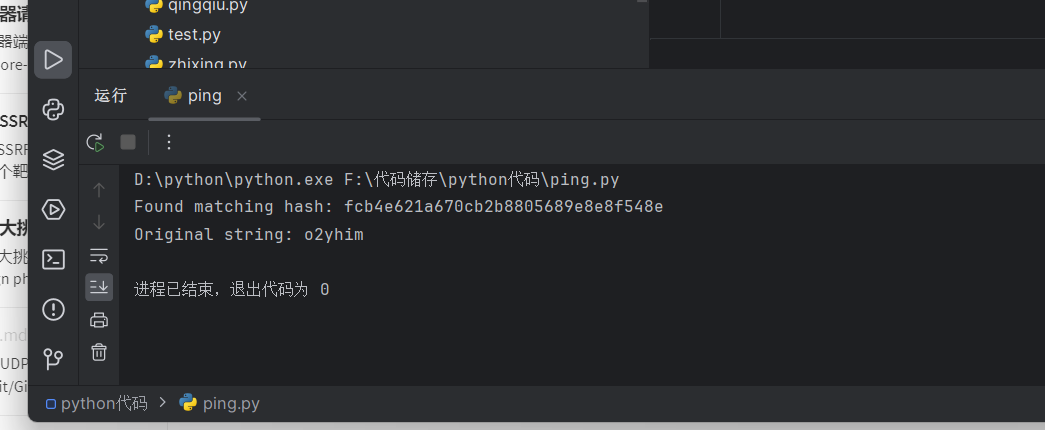 器请
器端
ore-
SSRF
SSRF
个靶
大挑
大挑
gn ph
.md
UDP
it/Gi
qingqiu.py
test.py
zhixing.py
运行
ping
D:\python\python.exe F:\代码储存\python代码\ping.py
Found matching hash: fcb4e621a670cb2b8805689e8e8f548e
Original string: o2yhim
进程已结束，退出代码为 0
python代码 > ping.py